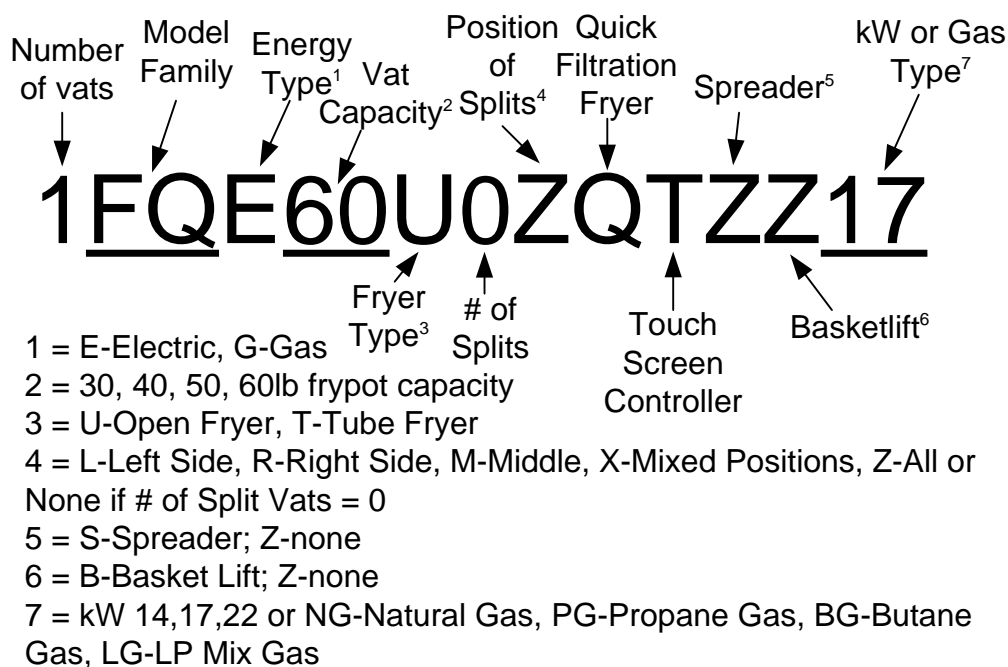 Number
of vats
Model
Family
Energy
Type¹
Vat
Capacity²
Position
of
Splits⁴
Quick
Filtration
Fryer
Spreader⁵
kW or Gas
Type⁷
1FQE60U0ZQTZZ17
Fryer
Type³
# of
Splits
Touch
Screen
Controller
Basketlift⁶
1 = E-Electric, G-Gas
2 = 30, 40, 50, 60lb frypot capacity
3 = U-Open Fryer, T-Tube Fryer
4 = L-Left Side, R-Right Side, M-Middle, X-Mixed Positions, Z-All or
None if # of Split Vats = 0
5 = S-Spreader; Z-none
6 = B-Basket Lift; Z-none
7 = kW 14,17,22 or NG-Natural Gas, PG-Propane Gas, BG-Butane
Gas, LG-LP Mix Gas